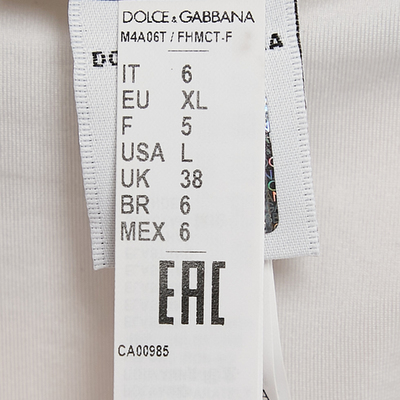 DOLCE & GABBANA
M4A06T / FHMCT-F
IT 6
EU XL
F 5
USA L
UK 38
BR 6
MEX 6
EAC
CA00985